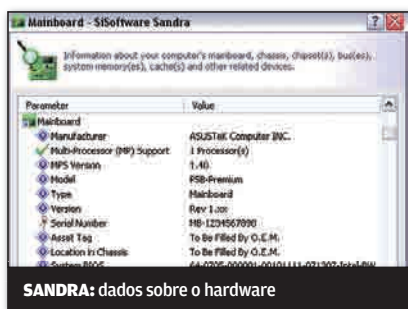 Mainboard - SiSoftware Sandra
Information about your computer's mainboard, chassis, chipset(s), bus(es),
system memory(es), cache(s) and other related devices.
Parameter Value
Mainboard
Manufacturer ASUSTeK Computer INC.
Multi-Processor (MP) Support 1 Processor(s)
MPS Version 1.40
Model P5B-Premium
Type Mainboard
Version Rev 1.xx
Serial Number MB-1234567890
Asset Tag To Be Filled By O.E.M.
Location in Chassis To Be Filled By O.E.M.
System BIOS
SANDRA: dados sobre o hardware